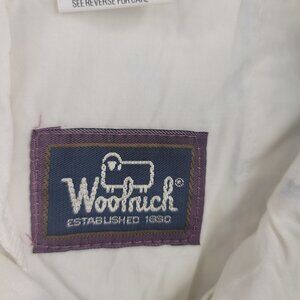 SEE REVERSE FOR CARE
Woolrich®
ESTABLISHED 1830